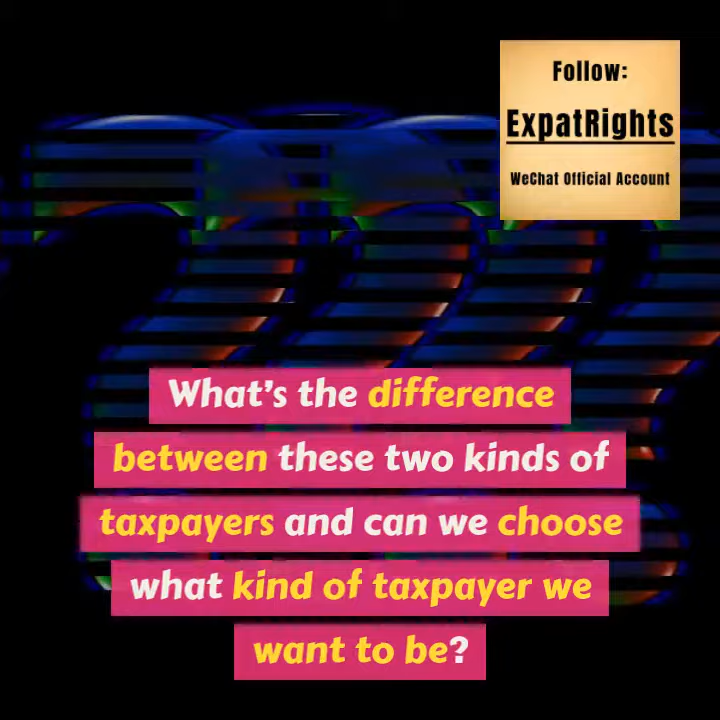 Follow:
ExpatRights
WeChat Official Account
What's the difference
between these two kinds of
taxpayers and can we choose
what kind of taxpayer we
want to be?